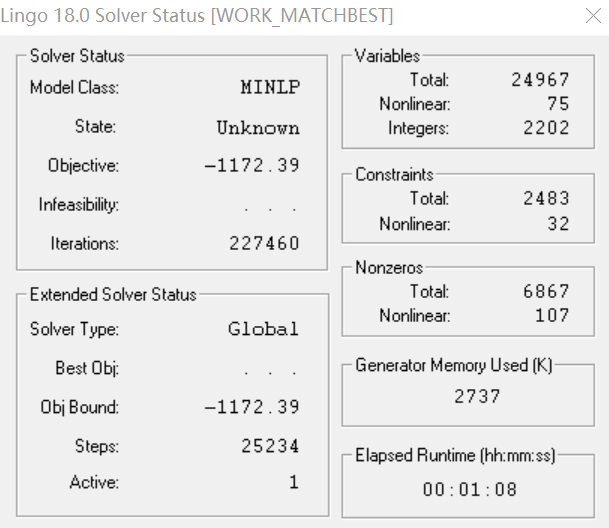 Lingo 18.0 Solver Status [WORK_MATCHBEST]
Solver Status
Model Class: MINLP
State: Unknown
Objective: -1172.39
Infeasibility: . . .
Iterations: 227460
Extended Solver Status
Solver Type: Global
Best Obj: . . .
Obj Bound: -1172.39
Steps: 25234
Active: 1
Variables
Total: 24967
Nonlinear: 75
Integers: 2202
Constraints
Total: 2483
Nonlinear: 32
Nonzeros
Total: 6867
Nonlinear: 107
Generator Memory Used (K)
2737
Elapsed Runtime (hh:mm:ss)
00:01:08